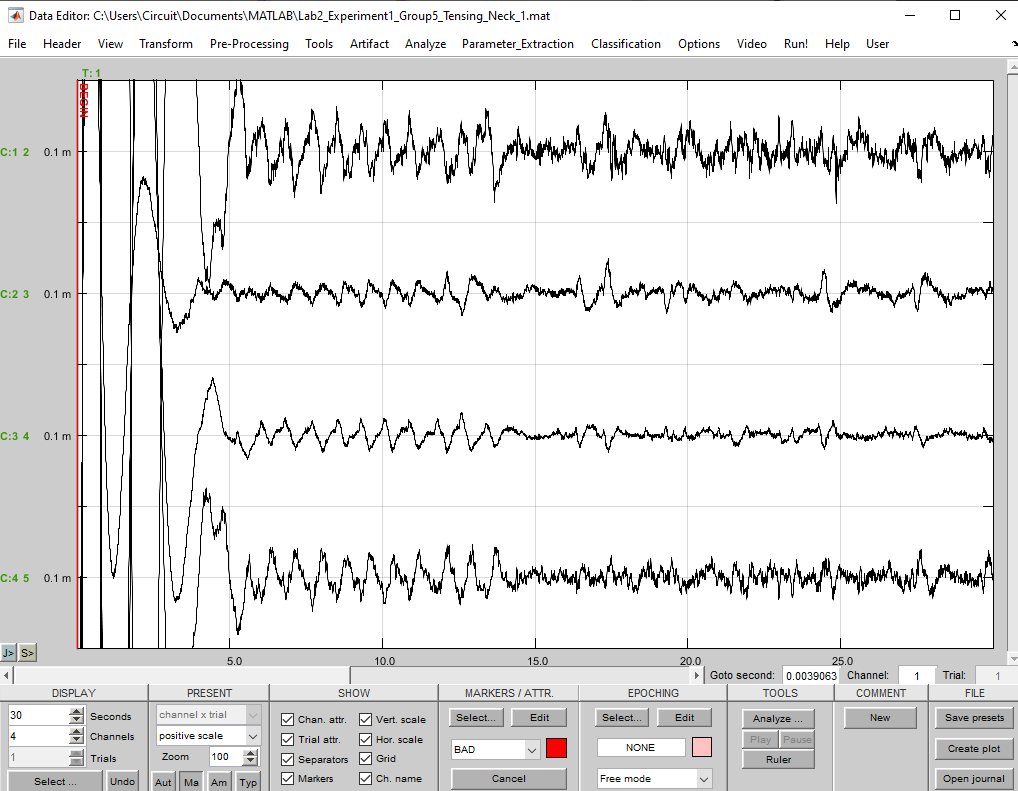 Data Editor: C:\Users\Circuit\Documents\MATLAB\Lab2_Experiment1_Group5_Tensing_Neck_1.mat
File Header View Transform Pre-Processing Tools Artifact Analyze Parameter_Extraction Classification Options Video Run! Help User
T: 1
BEGIN
C:1 2 0.1 m
C:2 3 0.1 m
C:3 4 0.1 m
C:4 5 0.1 m
J> S>
5.0 10.0 15.0 20.0 25.0
Goto second: 0.0039063 Channel: 1 Trial: 1
DISPLAY PRESENT SHOW MARKERS / ATTR. EPOCHING TOOLS COMMENT FILE
30 Seconds channel x trial Chan. attr. Vert. scale Select... Edit Select... Edit Analyze ... New Save presets
4 Channels positive scale Trial attr. Hor. scale BAD NONE Play Pause Create plot
1 Trials Zoom 100 Separators Grid Ruler
Select ... Undo Aut Ma Am Typ Markers Ch. name Cancel Free mode Open journal